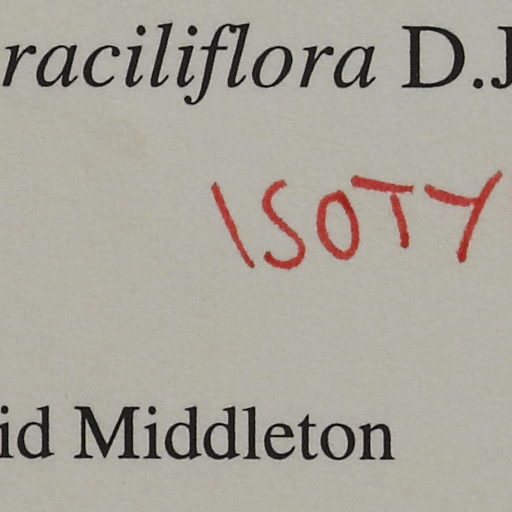 raciliflora D.J
ISOTY
id Middleton